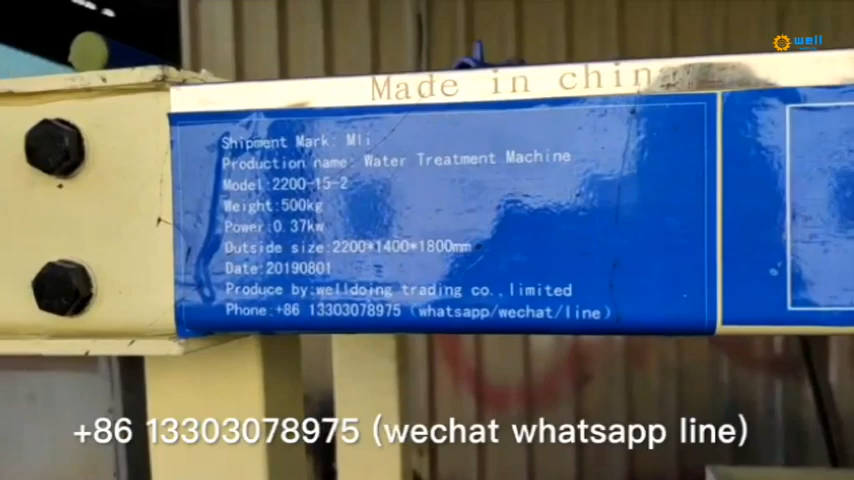 well
Made in china
Shipment Mark: Mli
Production name: Water Treatment Machine
Model:2200-15-2
Weight:500kg
Power:0.37kw
Outside size:2200*1400*1800mm
Date:20190801
Produce by:welldoing trading co.,limited
Phone:+86 13303078975 (whatsapp/wechat/line)
+86 13303078975 (wechat whatsapp line)